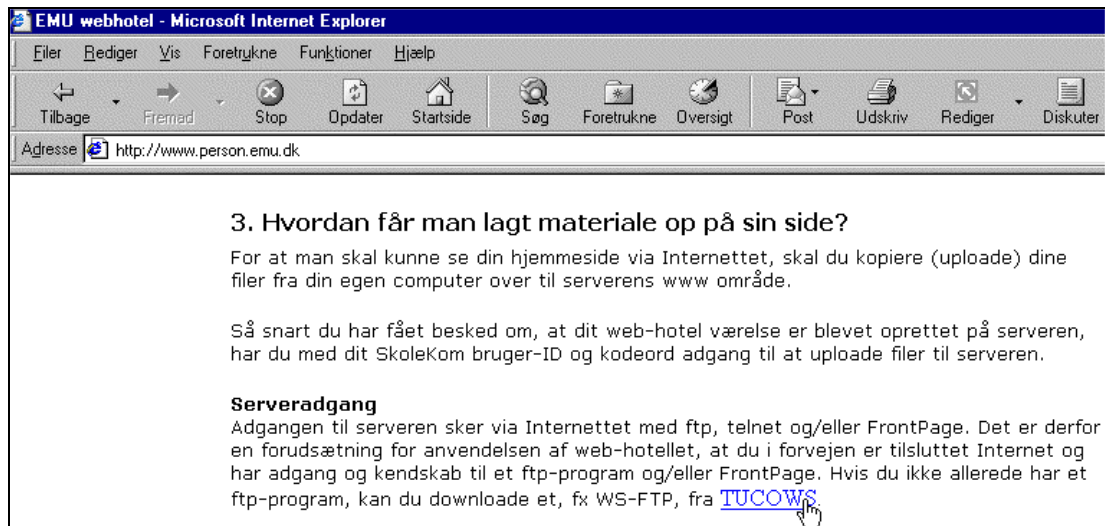 EMU webhotel - Microsoft Internet Explorer
Filer Rediger Vis Foretrukne Funktioner Hjælp
Tilbage Fremad Stop Opdater Startside Søg Foretrukne Oversigt Post Udskriv Rediger Diskuter
Adresse http://www.person.emu.dk
3. Hvordan får man lagt materiale op på sin side?
For at man skal kunne se din hjemmeside via Internettet, skal du kopiere (uploade) dine
filer fra din egen computer over til serverens www område.
Så snart du har fået besked om, at dit web-hotel værelse er blevet oprettet på serveren,
har du med dit SkoleKom bruger-ID og kodeord adgang til at uploade filer til serveren.
Serveradgang
Adgangen til serveren sker via Internettet med ftp, telnet og/eller FrontPage. Det er derfor
en forudsætning for anvendelsen af web-hotellet, at du i forvejen er tilsluttet Internet og
har adgang og kendskab til et ftp-program og/eller FrontPage. Hvis du ikke allerede har et
ftp-program, kan du downloade et, fx WS-FTP, fra TUCOWS.